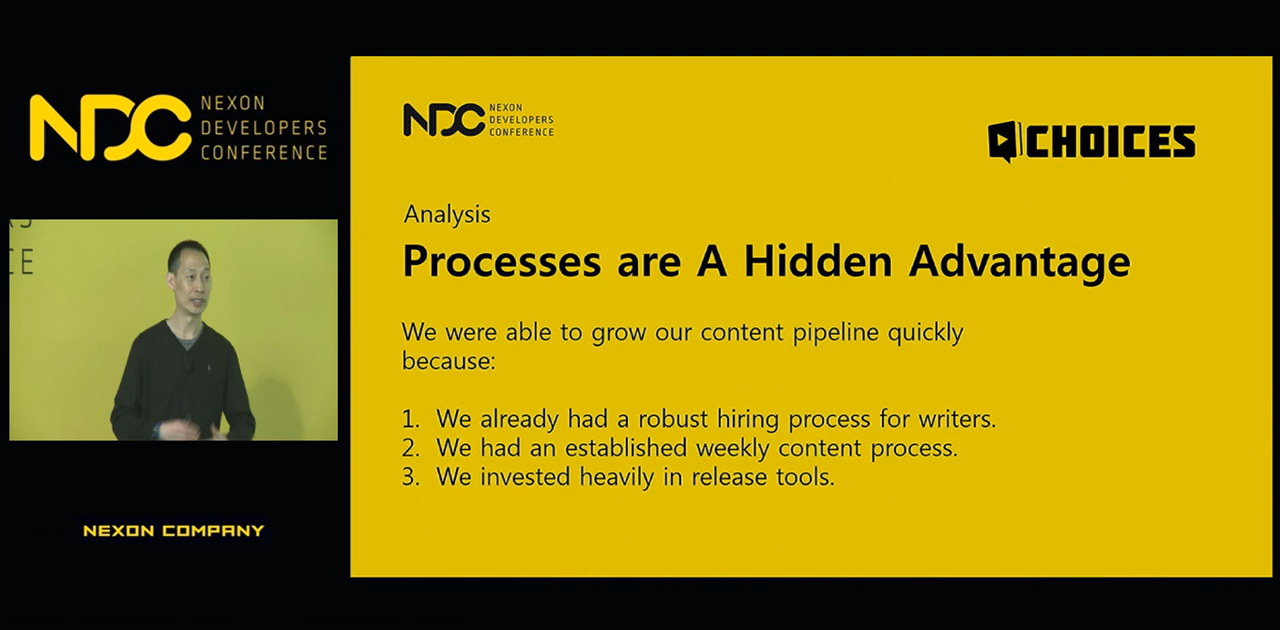 NDC NEXON
DEVELOPERS
CONFERENCE
NEXON COMPANY
NDC NEXON
DEVELOPERS
CONFERENCE
CHOICES
Analysis
Processes are A Hidden Advantage
We were able to grow our content pipeline quickly
because:
1. We already had a robust hiring process for writers.
2. We had an established weekly content process.
3. We invested heavily in release tools.